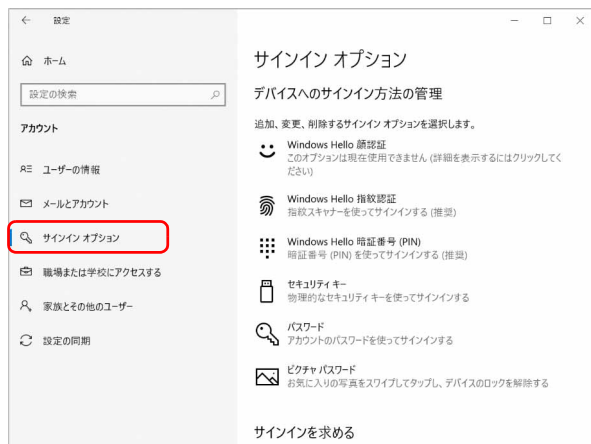 設定
ホーム
設定の検索
アカウント
ユーザーの情報
メールとアカウント
サインイン オプション
職場または学校にアクセスする
家族とその他のユーザー
設定の同期
サインイン オプション
デバイスへのサインイン方法の管理
追加、変更、削除するサインイン オプションを選択します。
Windows Hello 顔認証
このオプションは現在使用できません (詳細を表示するにはクリックしてく
ださい)
Windows Hello 指紋認証
指紋スキャナーを使ってサインインする (推奨)
Windows Hello 暗証番号 (PIN)
暗証番号 (PIN) を使ってサインインする (推奨)
セキュリティ キー
物理的なセキュリティ キーを使ってサインインする
パスワード
アカウントのパスワードを使ってサインインする
ピクチャ パスワード
お気に入りの写真をスワイプしてタップし、デバイスのロックを解除する
サインインを求める